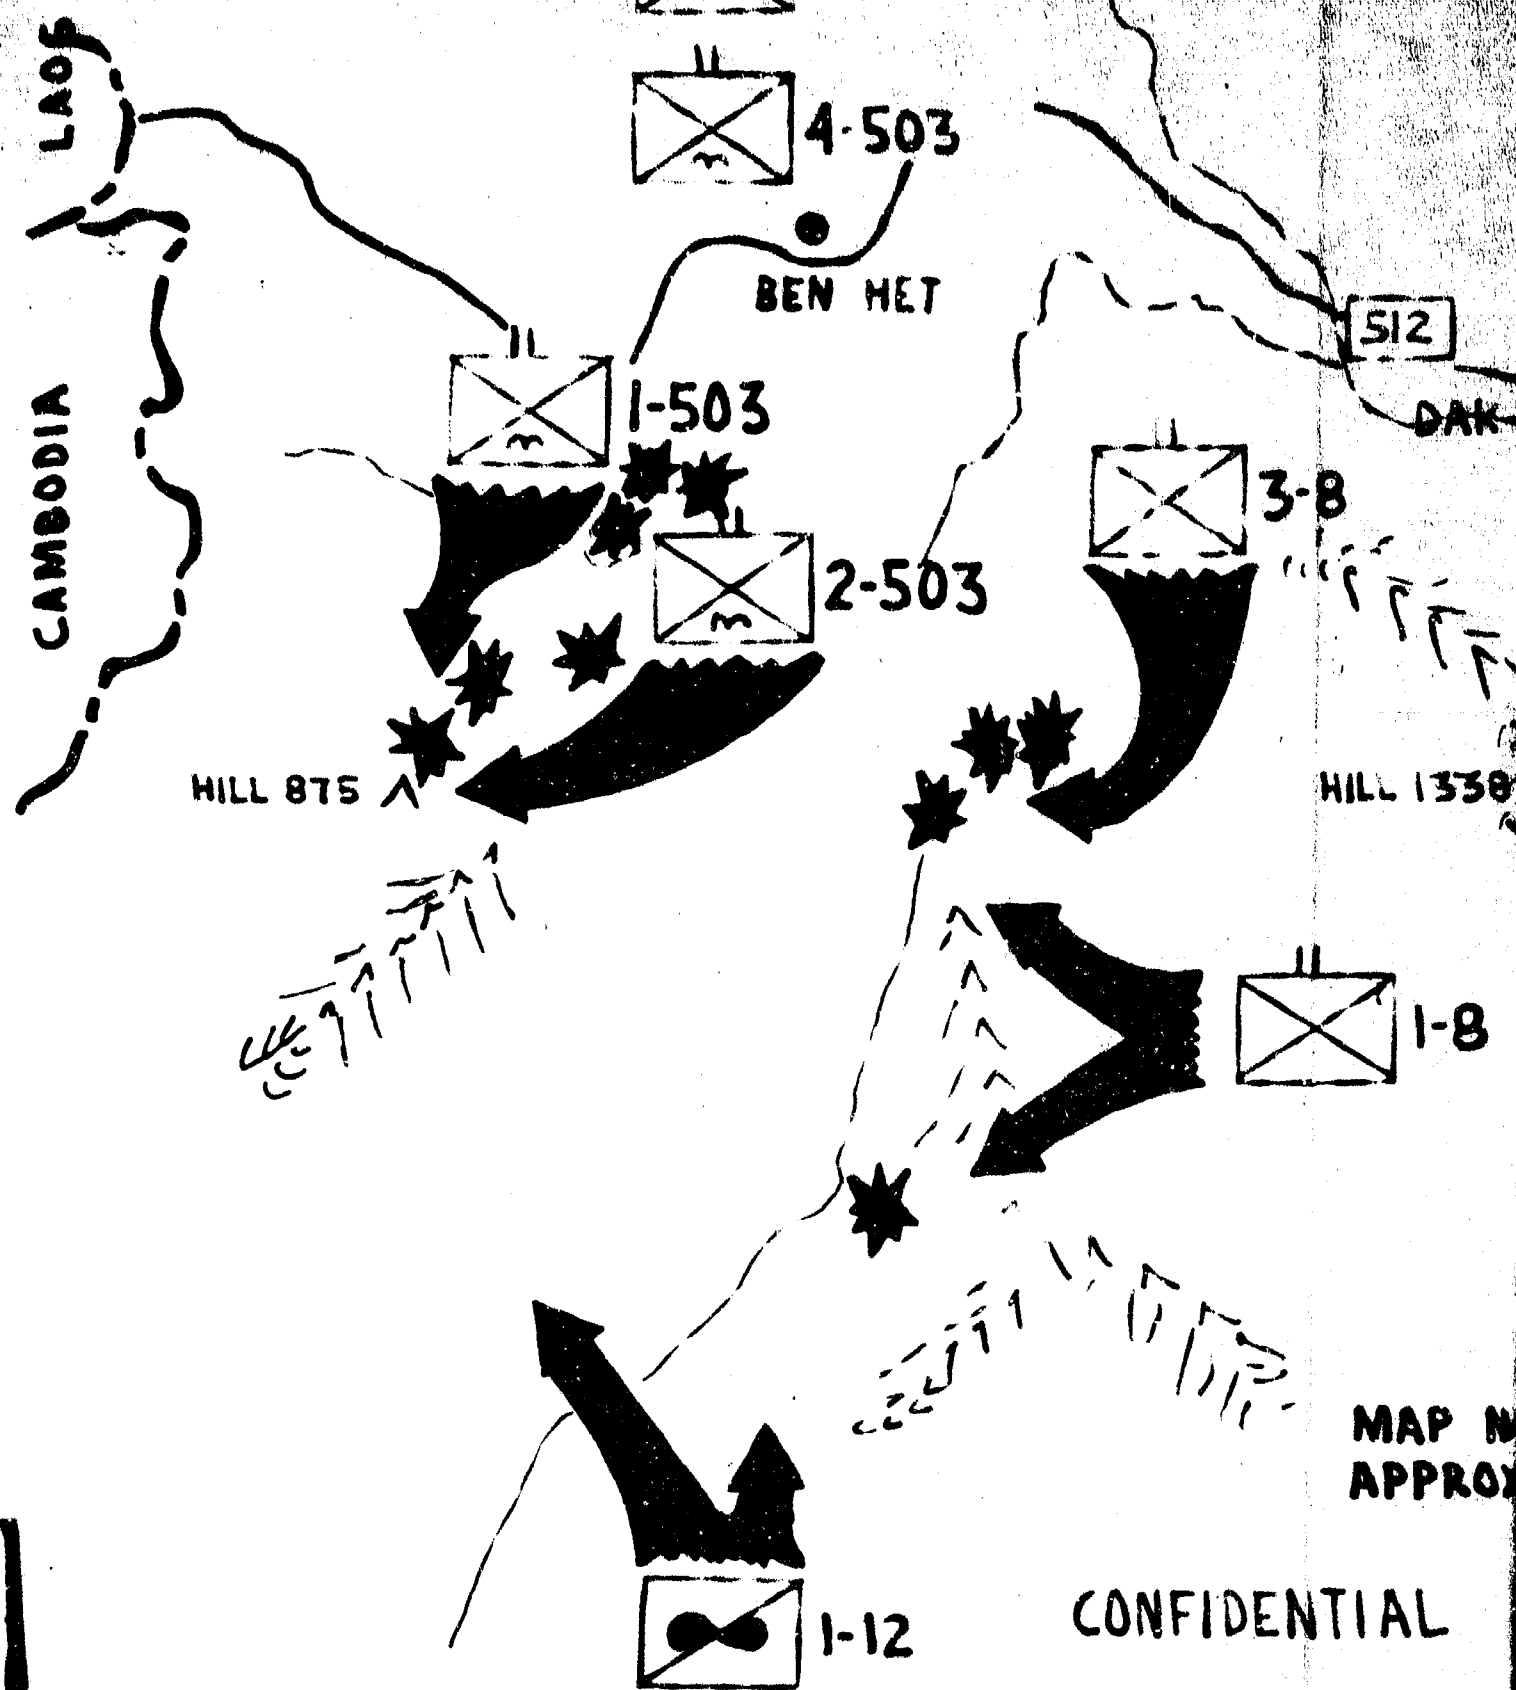 LAOS
4-503
BEN HET
512
DAK
CAMBODIA
1-503
3-8
2-503
HILL 875
HILL 1338
1-8
MAP N
APPROX
1-12
CONFIDENTIAL